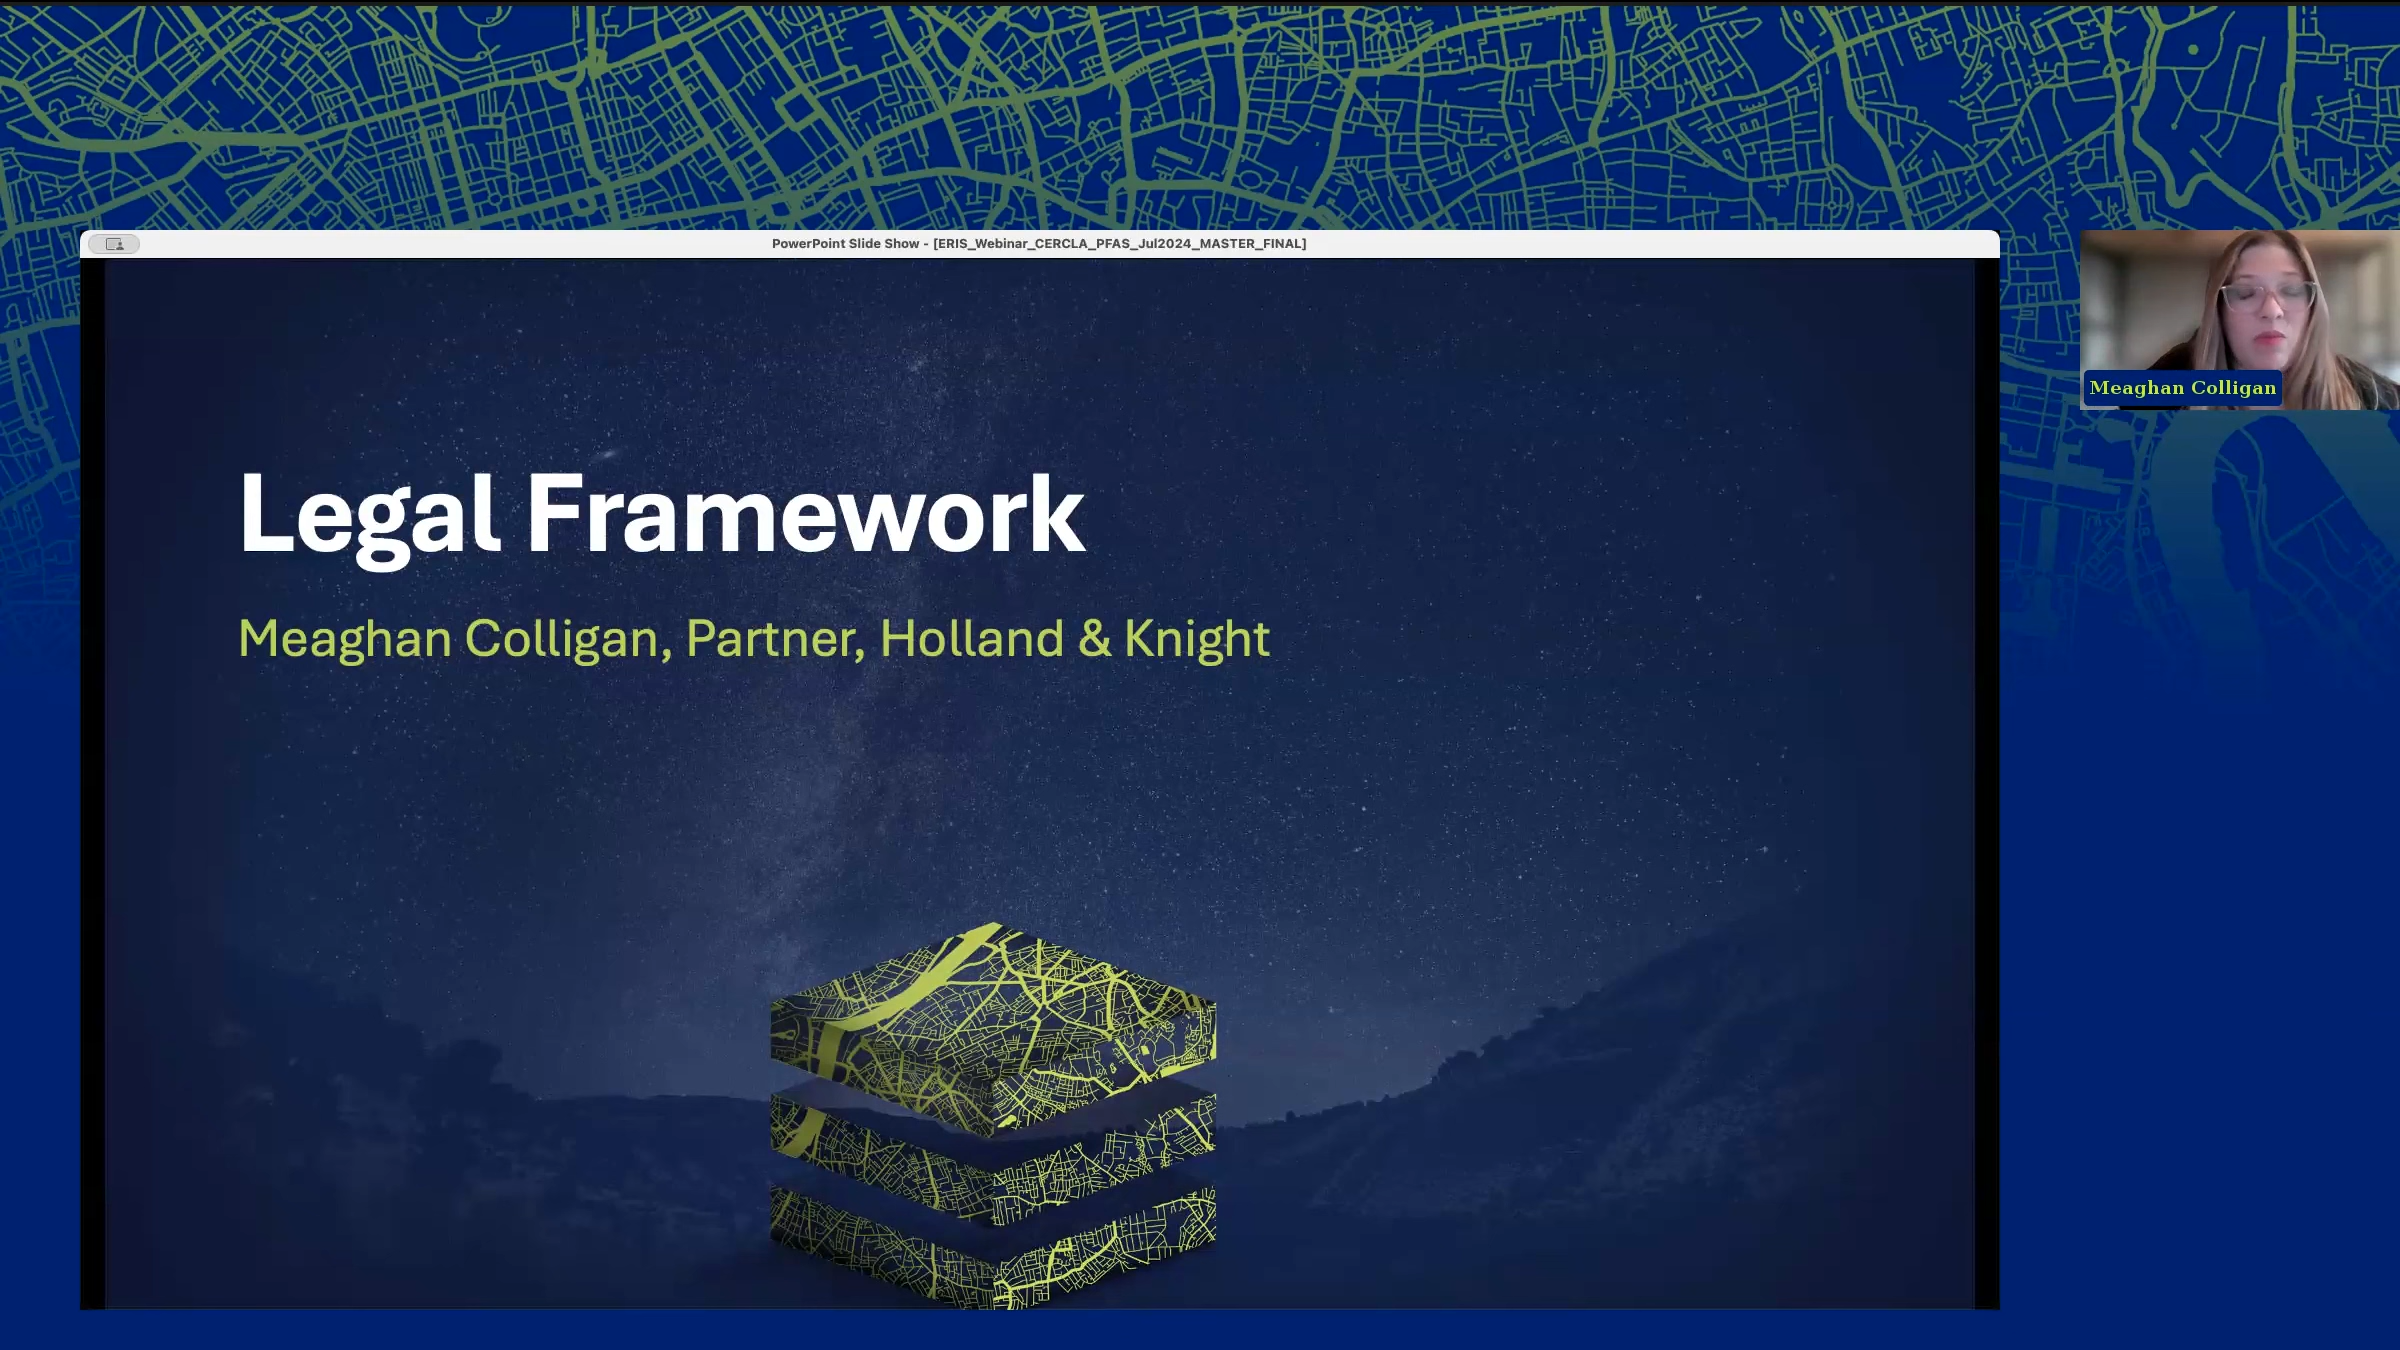 PowerPoint Slide Show - [ERIS_Webinar_CERCLA_PFAS_Jul2024_MASTER_FINAL]
Meaghan Colligan
Legal Framework
Meaghan Colligan, Partner, Holland & Knight